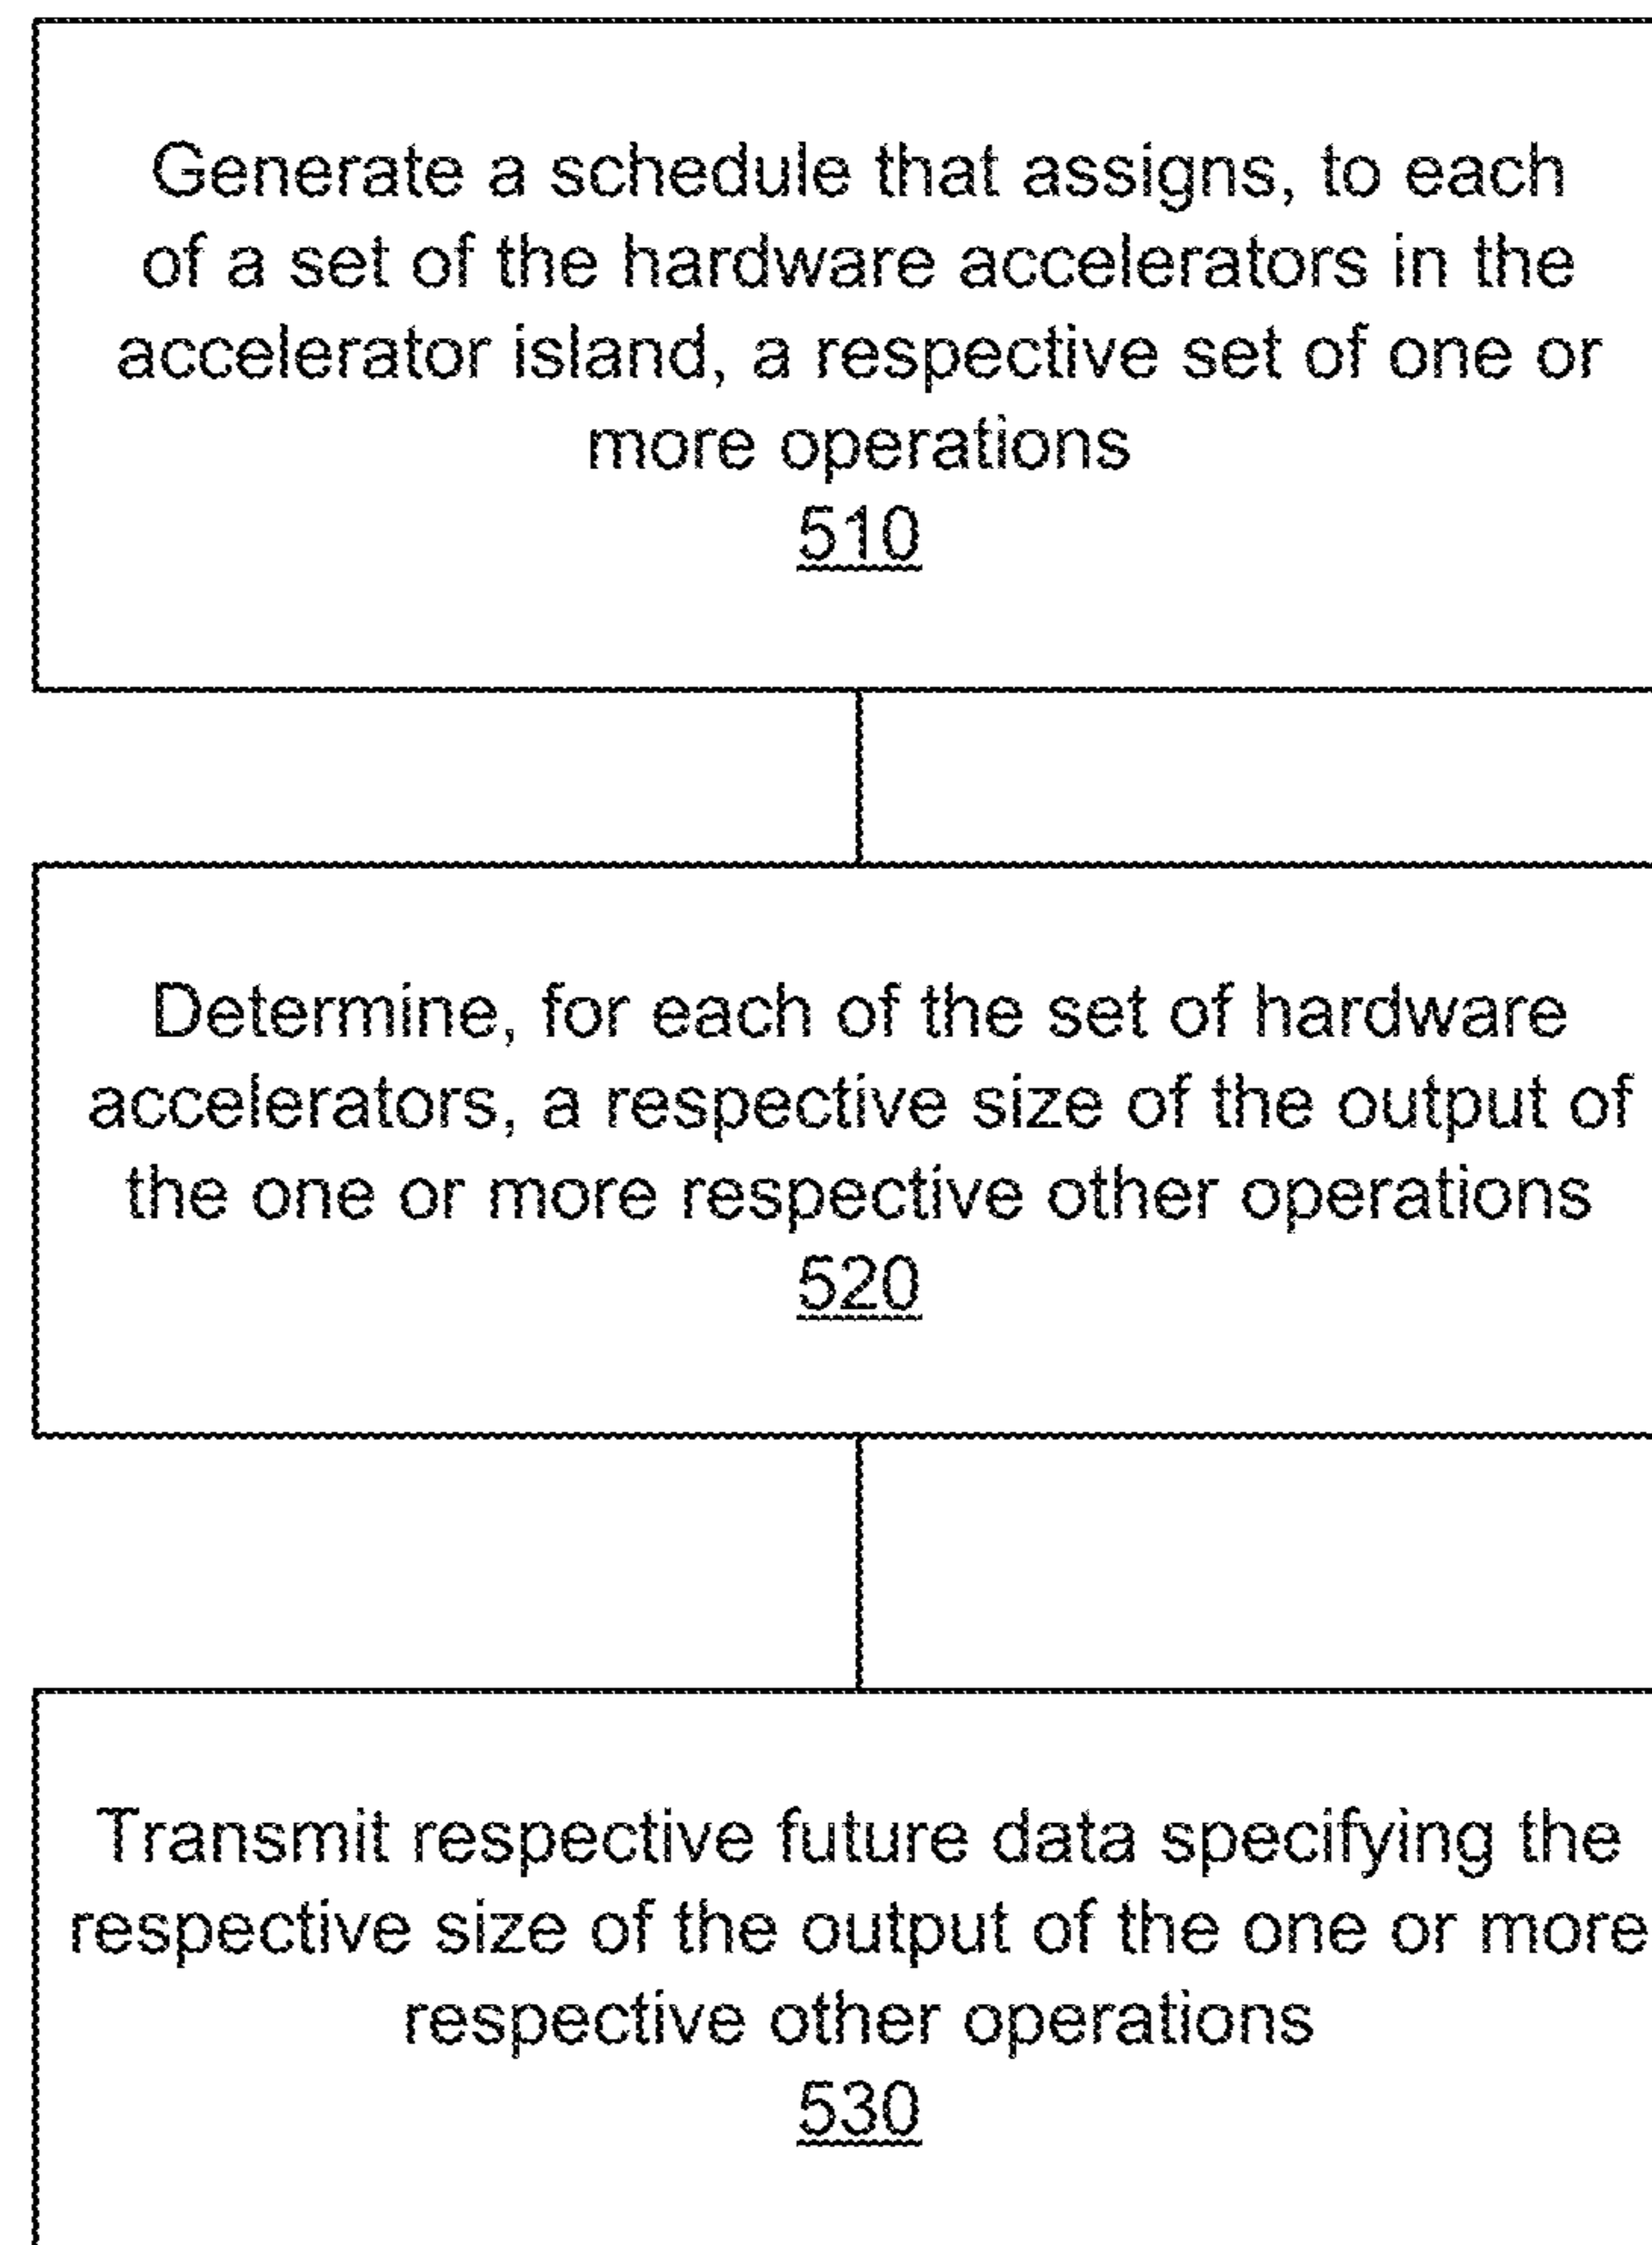 Generate a schedule that assigns, to each
of a set of the hardware accelerators in the
accelerator island, a respective set of one or
more operations
510
Determine, for each of the set of hardware
accelerators, a respective size of the output of
the one or more respective other operations
520
Transmit respective future data specifying the
respective size of the output of the one or more
respective other operations
530